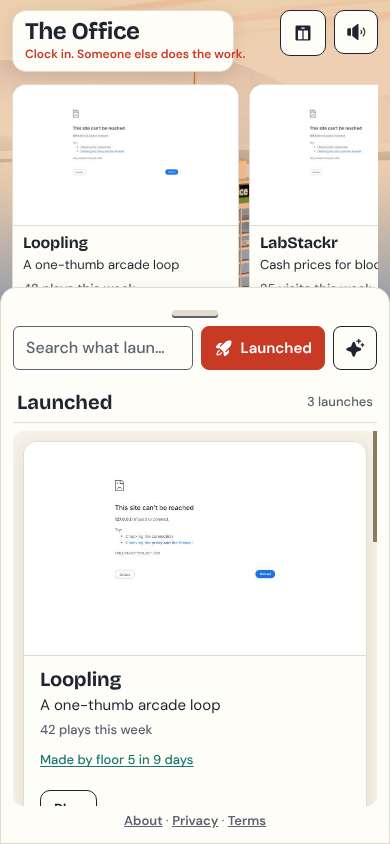 The Office
Clock in. Someone else does the work.
This site can't be reached
This site can't be reached
Loopling
A one-thumb arcade loop
LabStackr
Cash prices for
Search what laun...
Launched
Launched
3 launches
This site can't be reached
Checking the connection
Loopling
A one-thumb arcade loop
42 plays this week
Made by floor 5 in 9 days
About · Privacy · Terms